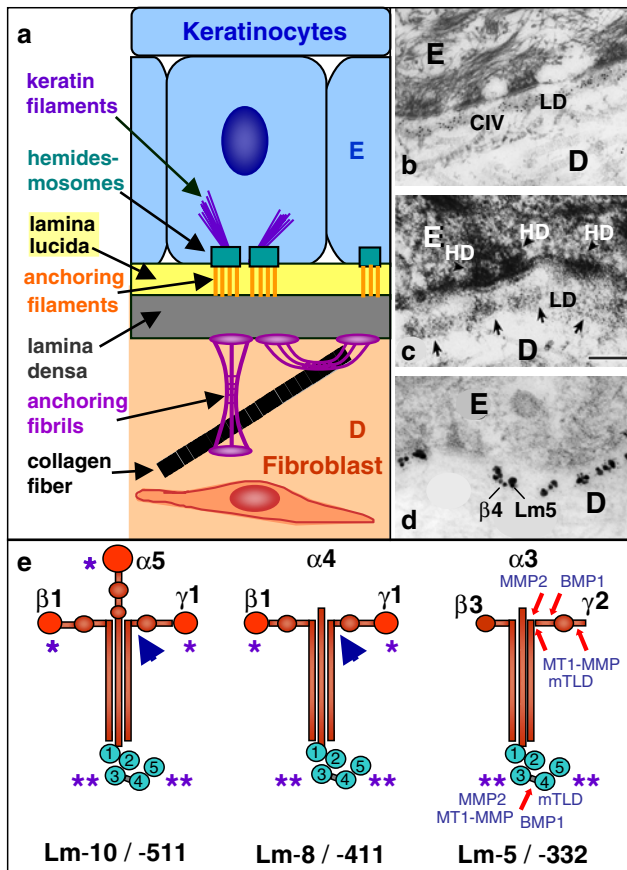 a
Keratinocytes
keratin
filaments
hemides-
mosomes
E
lamina
lucida
anchoring
filaments
lamina
densa
anchoring
fibrils
collagen
fiber
D
Fibroblast
E
LD
CIV
D
b
E
HD
HD
HD
LD
D
c
E
D
β4
Lm5
d
e
α5
*
β1
γ1
*
*
1
2
3
4
5
**
**
Lm-10 / -511
α4
β1
γ1
*
*
1
2
3
4
5
**
**
Lm-8 / -411
α3
MMP2
BMP1
β3
γ2
MT1-MMP
mTLD
1
2
3
4
5
**
**
MMP2
mTLD
MT1-MMP
BMP1
Lm-5 / -332